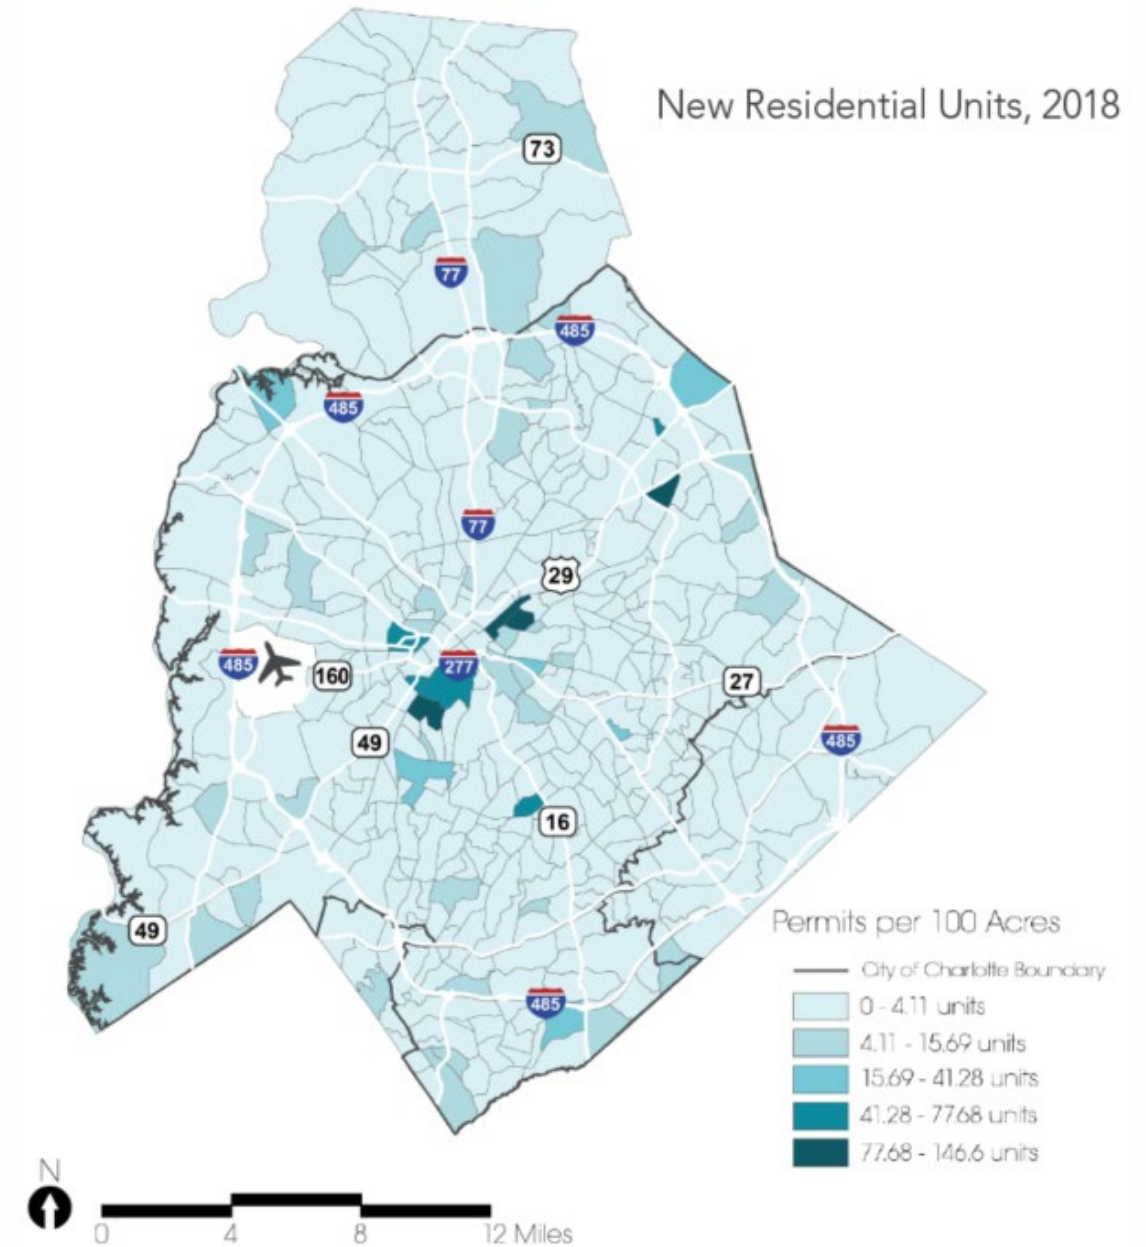 New Residential Units, 2018
73
77
485
485
77
29
485
160
277
27
49
485
16
49
485
Permits per 100 Acres
City of Charlotte Boundary
0 - 4.11 units
4.11 - 15.69 units
15.69 - 41.28 units
41.28 - 77.68 units
77.68 - 146.6 units
N
0 4 8 12 Miles